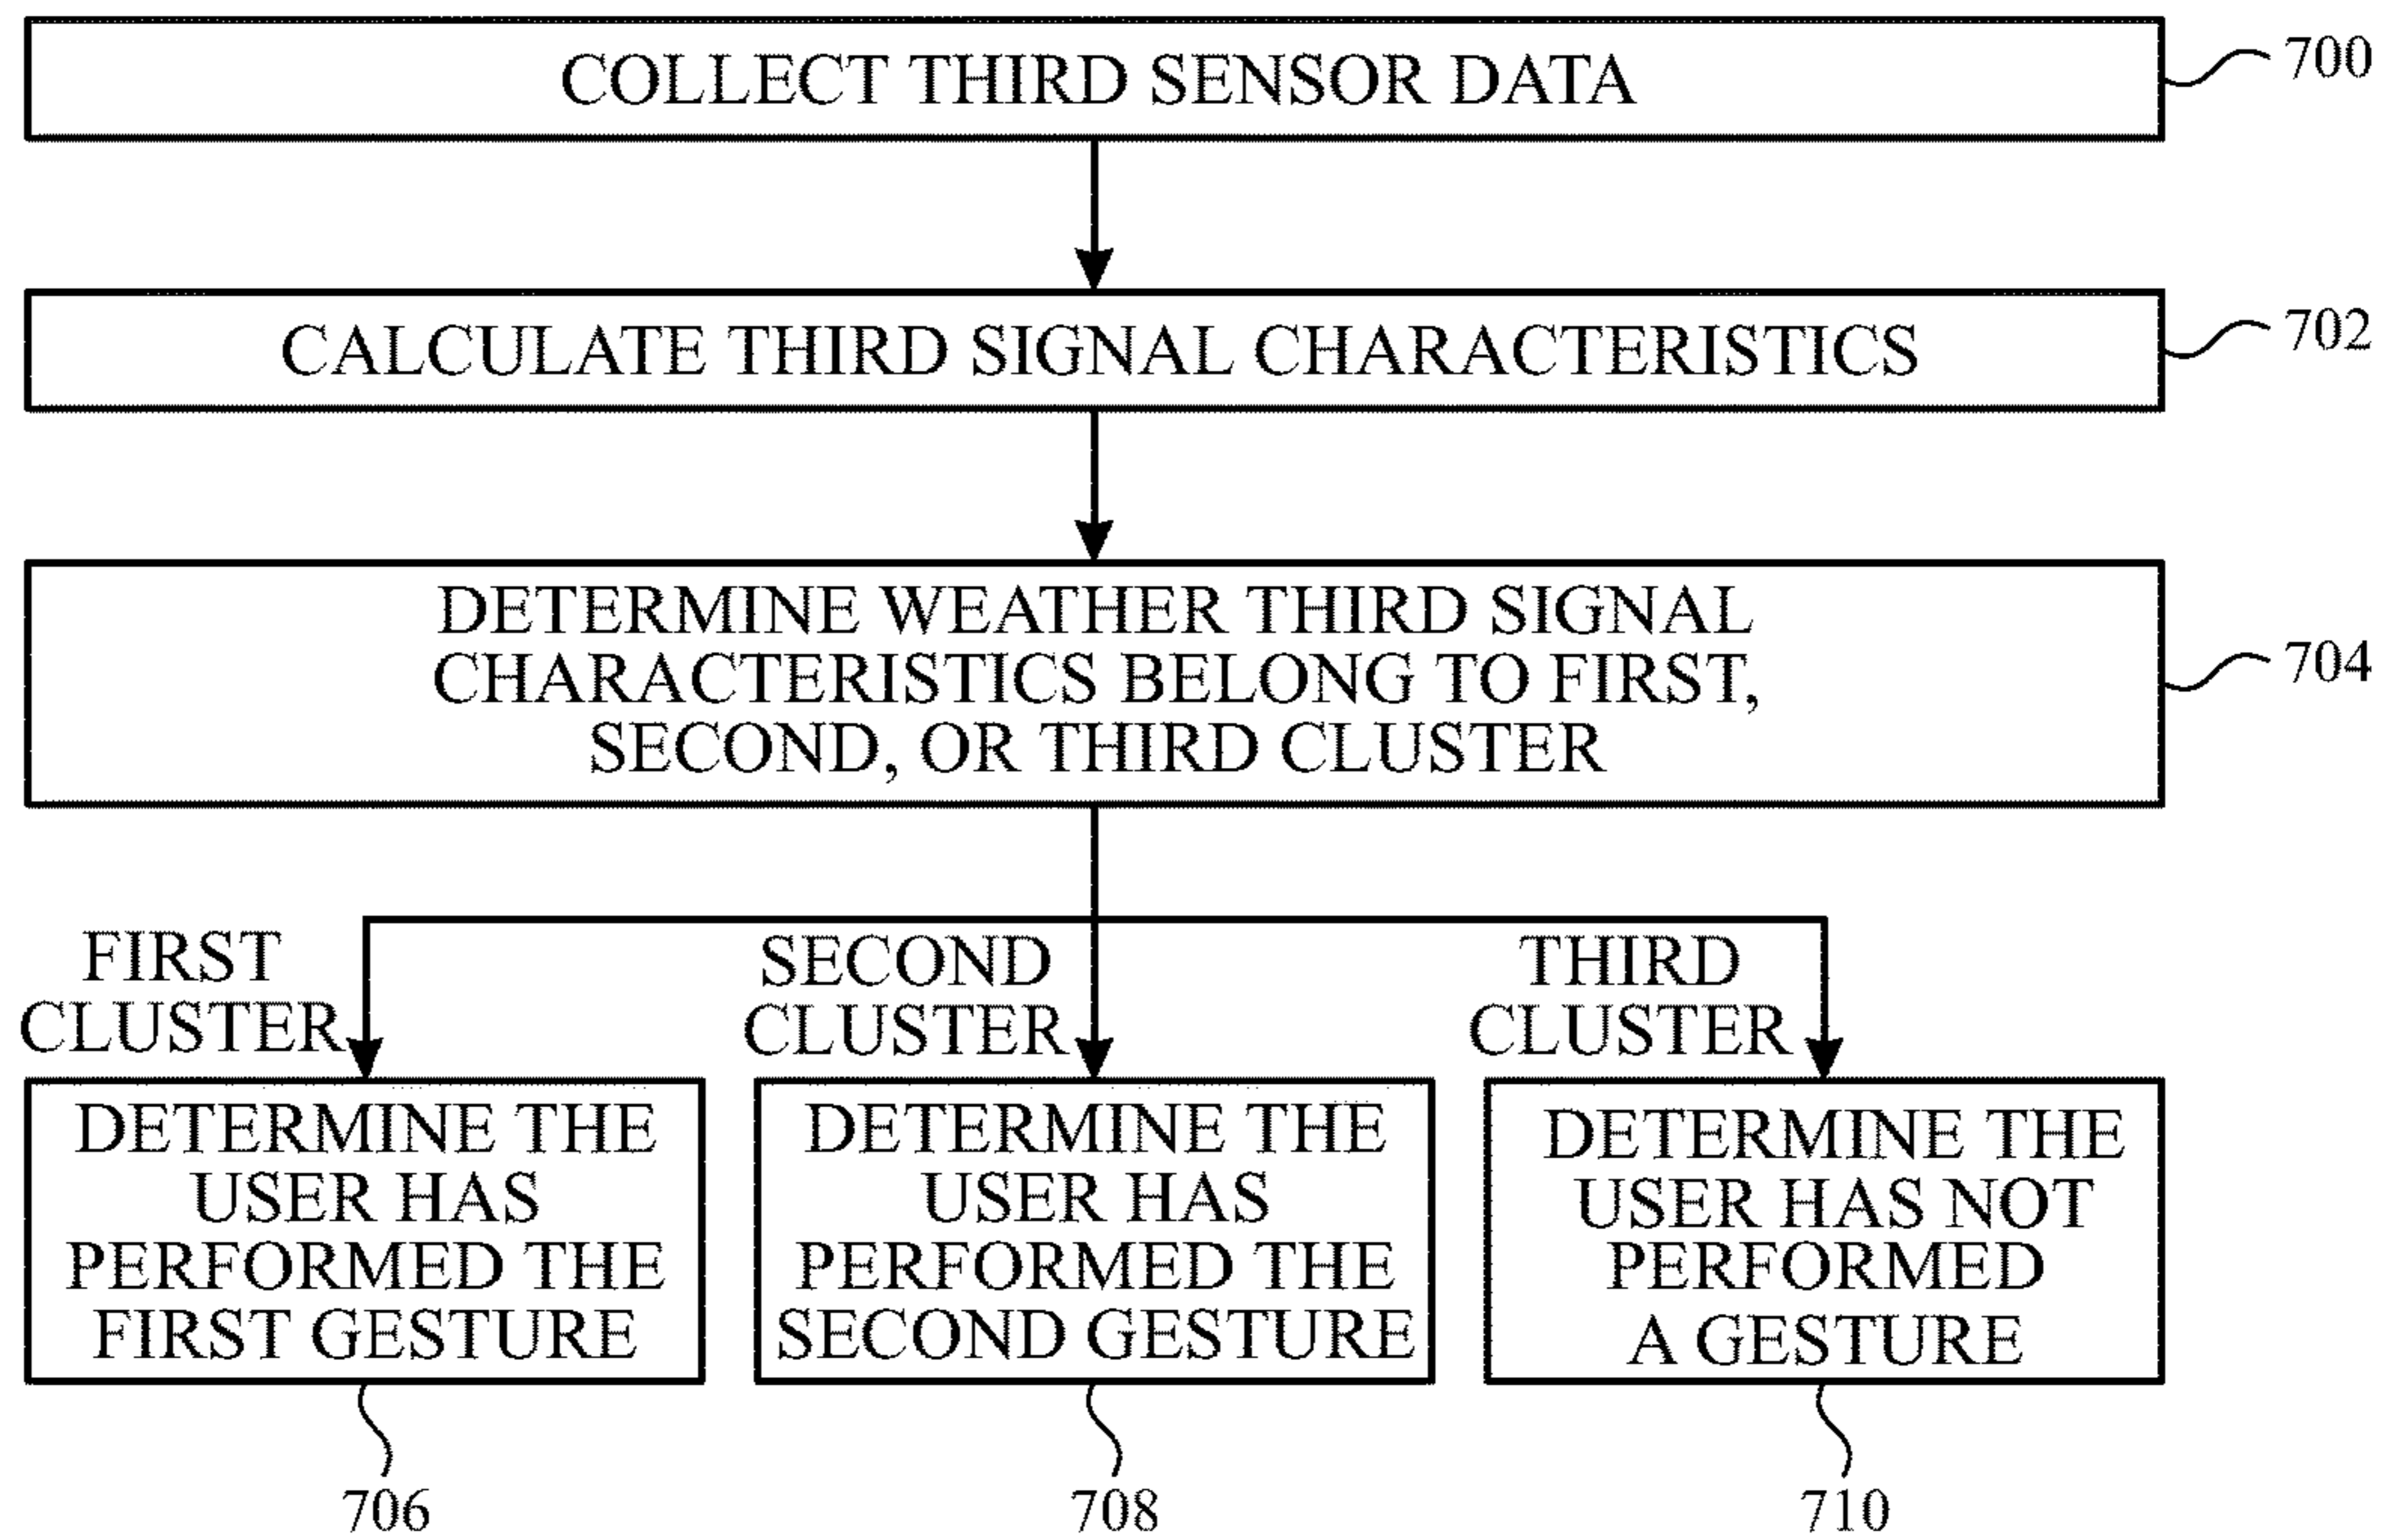 COLLECT THIRD SENSOR DATA
700
CALCULATE THIRD SIGNAL CHARACTERISTICS
702
DETERMINE WEATHER THIRD SIGNAL
CHARACTERISTICS BELONG TO FIRST,
SECOND, OR THIRD CLUSTER
704
FIRST
CLUSTER
SECOND
CLUSTER
THIRD
CLUSTER
DETERMINE THE
USER HAS
PERFORMED THE
FIRST GESTURE
DETERMINE THE
USER HAS
PERFORMED THE
SECOND GESTURE
DETERMINE THE
USER HAS NOT
PERFORMED
A GESTURE
706
708
710